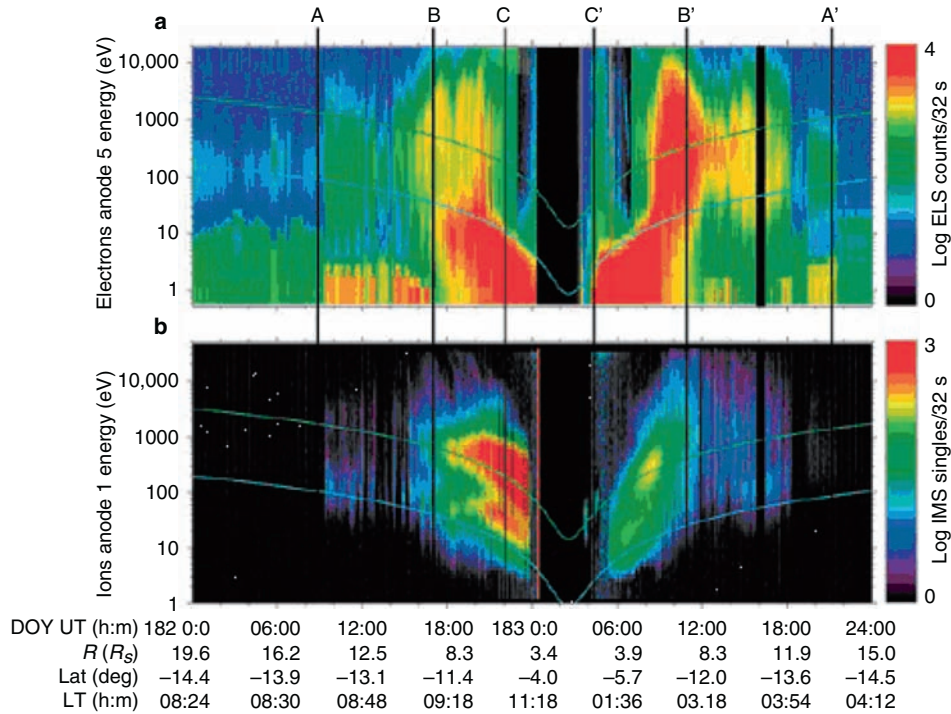 A B C C' B' A'
a
Electrons anode 5 energy (eV)
10,000
1000
100
10
1
4
Log ELS counts/32 s
0
b
Ions anode 1 energy (eV)
10,000
1000
100
10
1
3
Log IMS singles/32 s
0
DOY UT (h:m) 182 0:0 06:00 12:00 18:00 183 0:0 06:00 12:00 18:00 24:00
R (RS) 19.6 16.2 12.5 8.3 3.4 3.9 8.3 11.9 15.0
Lat (deg) −14.4 −13.9 −13.1 −11.4 −4.0 −5.7 −12.0 −13.6 −14.5
LT (h:m) 08:24 08:30 08:48 09:18 11:18 01:36 03.18 03:54 04:12